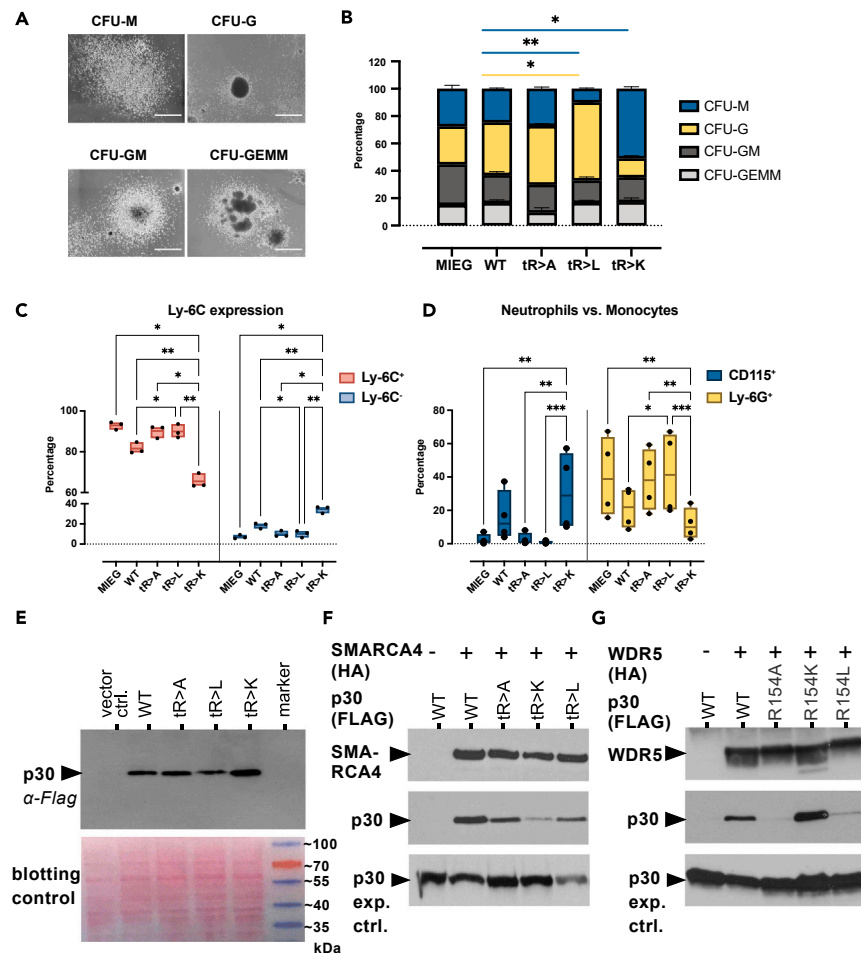 A
CFU-M
CFU-G
CFU-GM
CFU-GEMM
B
*
**
*
Percentage
120
100
80
60
40
20
0
CFU-M
CFU-G
CFU-GM
CFU-GEMM
MIEG WT tR>A tR>L tR>K
C
Ly-6C expression
* *
** **
* *
* ** * **
Ly-6C+
Ly-6C-
Percentage
100
80
60
40
20
0
MIEG WT tR>A tR>L tR>K MIEG WT tR>A tR>L tR>K
D
Neutrophils vs. Monocytes
** **
** **
*** * ***
CD115+
Ly-6G+
Percentage
80
60
40
20
0
MIEG WT tR>A tR>L tR>K MIEG WT tR>A tR>L tR>K
E
vector ctrl.
WT
tR>A
tR>L
tR>K
marker
p30
α-Flag
blotting
control
~100
~70
~55
~40
~35
kDa
F
SMARCA4 - + + + +
(HA)
p30
(FLAG)
WT WT tR>A tR>K tR>L
SMA-
RCA4
p30
p30
exp.
ctrl.
G
WDR5 - + + + +
(HA)
p30
(FLAG)
WT WT R154A R154K R154L
WDR5
p30
p30
exp.
ctrl.